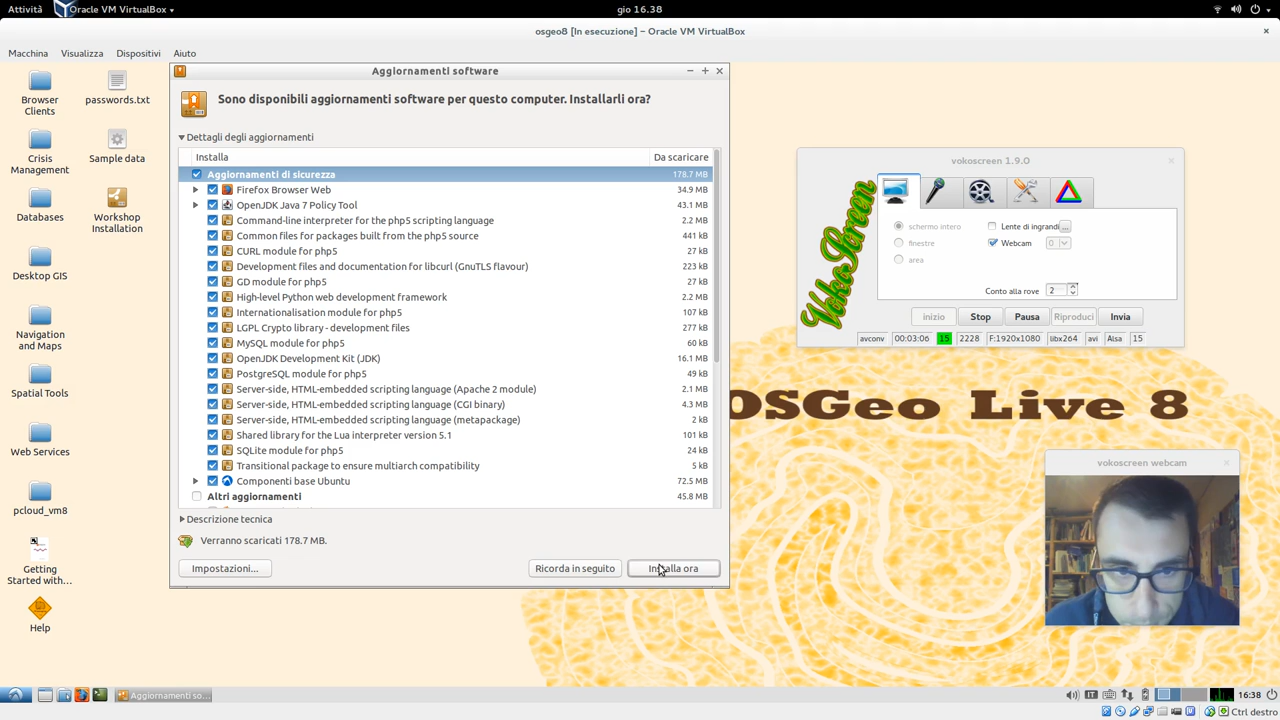 Attività
Oracle VM VirtualBox
gio 16.38
osgeo8 [In esecuzione] – Oracle VM VirtualBox
Macchina
Visualizza
Dispositivi
Aiuto
Browser Clients
passwords.txt
Crisis Management
Sample data
Databases
Workshop Installation
Desktop GIS
Navigation and Maps
Spatial Tools
Web Services
pcloud_vm8
Getting Started with...
Help
Aggiornamenti software
Sono disponibili aggiornamenti software per questo computer. Installarli ora?
Dettagli degli aggiornamenti
Installa Da scaricare
Aggiornamenti di sicurezza 178.7 MB
Firefox Browser Web 34.9 MB
OpenJDK Java 7 Policy Tool 43.1 MB
Command-line interpreter for the php5 scripting language 2.2 MB
Common files for packages built from the php5 source 441 kB
CURL module for php5 27 kB
Development files and documentation for libcurl (GnuTLS flavour) 223 kB
GD module for php5 27 kB
High-level Python web development framework 2.2 MB
Internationalisation module for php5 107 kB
LGPL Crypto library - development files 277 kB
MySQL module for php5 60 kB
OpenJDK Development Kit (JDK) 16.1 MB
PostgreSQL module for php5 49 kB
Server-side, HTML-embedded scripting language (Apache 2 module) 2.1 MB
Server-side, HTML-embedded scripting language (CGI binary) 4.3 MB
Server-side, HTML-embedded scripting language (metapackage) 2 kB
Shared library for the Lua interpreter version 5.1 101 kB
SQLite module for php5 24 kB
Transitional package to ensure multiarch compatibility 5 kB
Componenti base Ubuntu 72.5 MB
Altri aggiornamenti 45.8 MB
Descrizione tecnica
Verranno scaricati 178.7 MB.
Impostazioni...
Ricorda in seguito
Installa ora
vokoscreen 1.9.0
VokoScreen
schermo intero
Lente di ingrandi
...
finestre
Webcam
0
area
Conto alla rove 2
inizio
Stop
Pausa
Riproduci
Invia
avconv 00:03:06 15 2228 F:1920x1080 libx264 avi Alsa 15
OSGeo Live 8
vokoscreen webcam
Aggiornamenti so...
IT
16:38
Ctrl destro